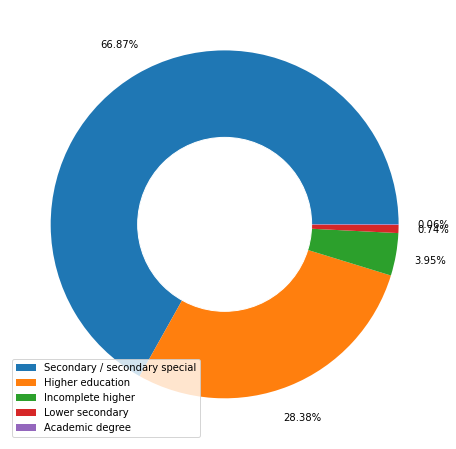 66.87%
0.06%
0.74%
3.95%
Secondary / secondary special
Higher education
Incomplete higher
Lower secondary
Academic degree
28.38%